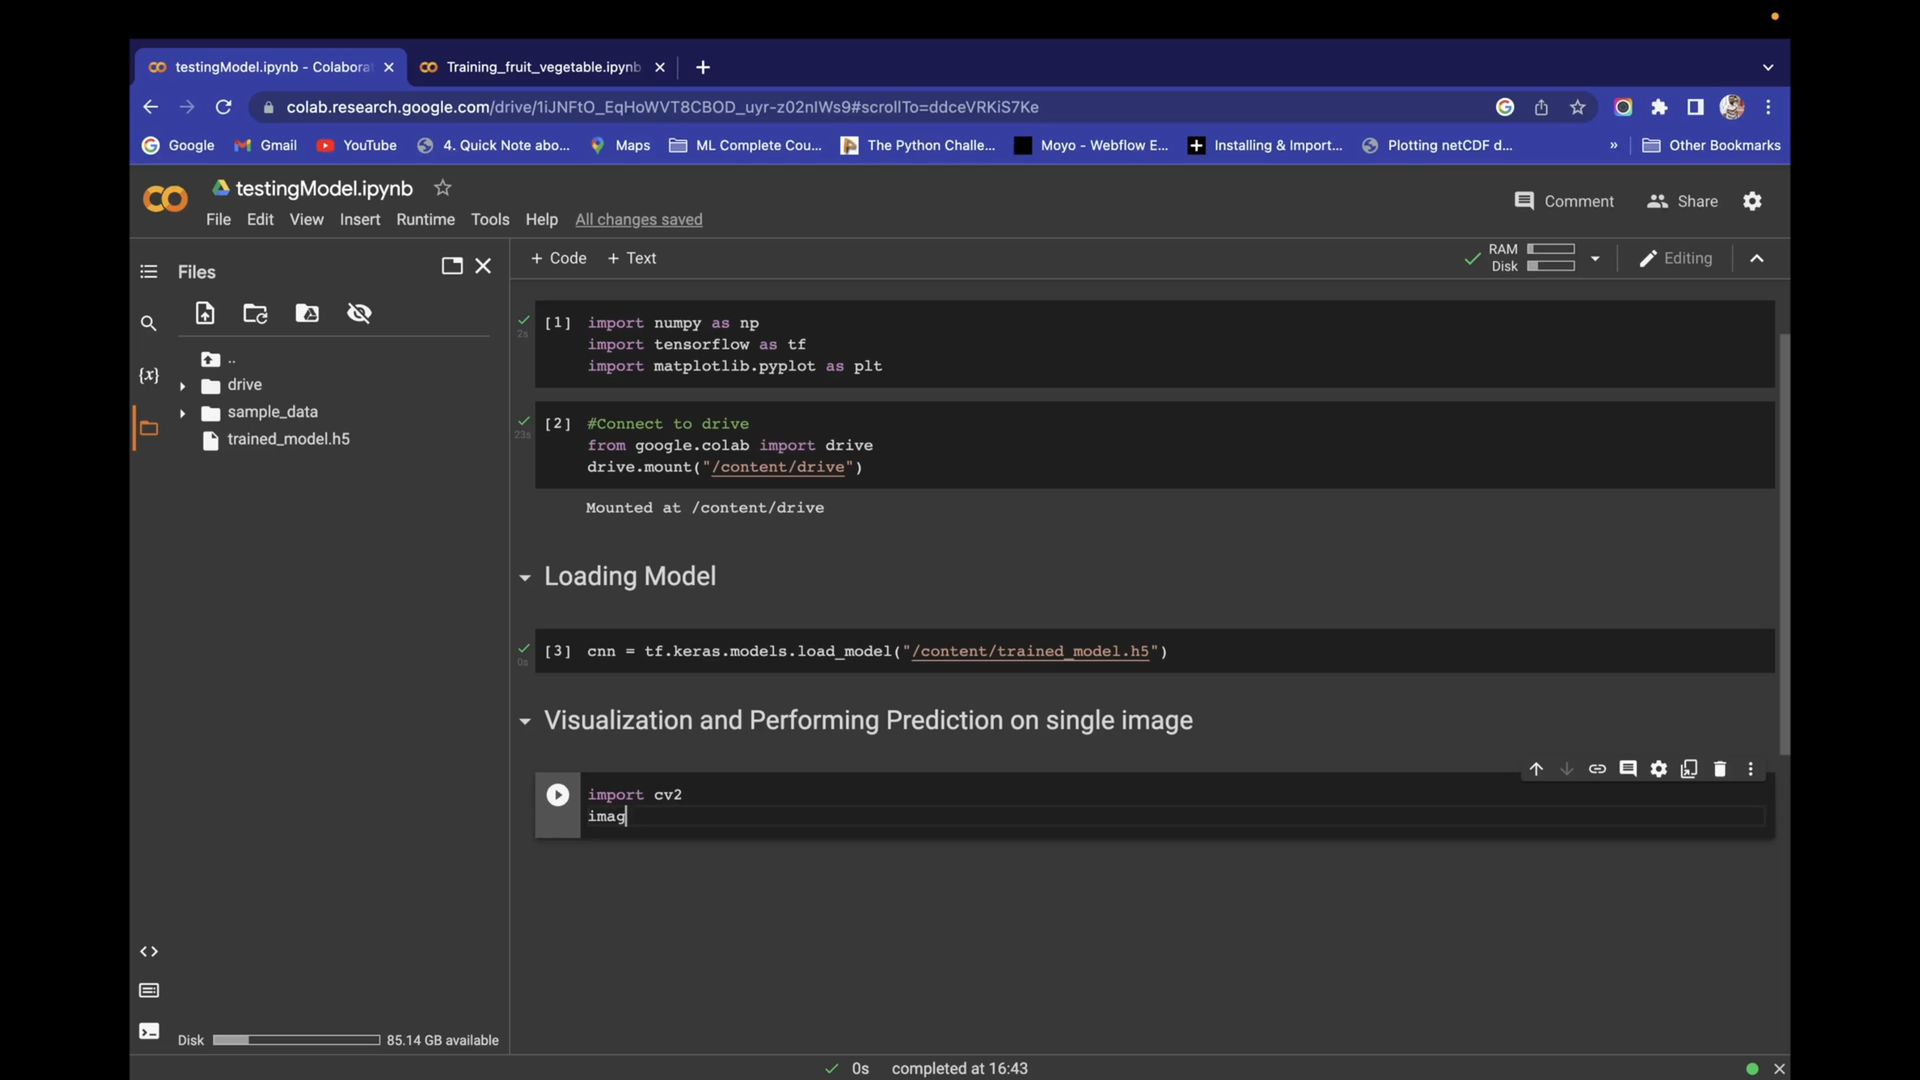 testingModel.ipynb - Colabora
Training_fruit_vegetable.ipynb
colab.research.google.com/drive/1iJNFtO_EqHoWVT8CBOD_uyr-z02nIWs9#scrollTo=ddceVRKiS7Ke
Google
Gmail
YouTube
4. Quick Note abo...
Maps
ML Complete Cou...
The Python Challe...
Moyo - Webflow E...
Installing & Import...
Plotting netCDF d...
»
Other Bookmarks
testingModel.ipynb
File Edit View Insert Runtime Tools Help All changes saved
Comment
Share
Files
+ Code + Text
RAM
Disk
Editing
..
drive
sample_data
trained_model.h5
{x}
[1] import numpy as np
2s
import tensorflow as tf
import matplotlib.pyplot as plt
[2] #Connect to drive
23s
from google.colab import drive
drive.mount("/content/drive")
Mounted at /content/drive
Loading Model
[3] cnn = tf.keras.models.load_model("/content/trained_model.h5")
0s
Visualization and Performing Prediction on single image
import cv2
imag
Disk
85.14 GB available
0s completed at 16:43